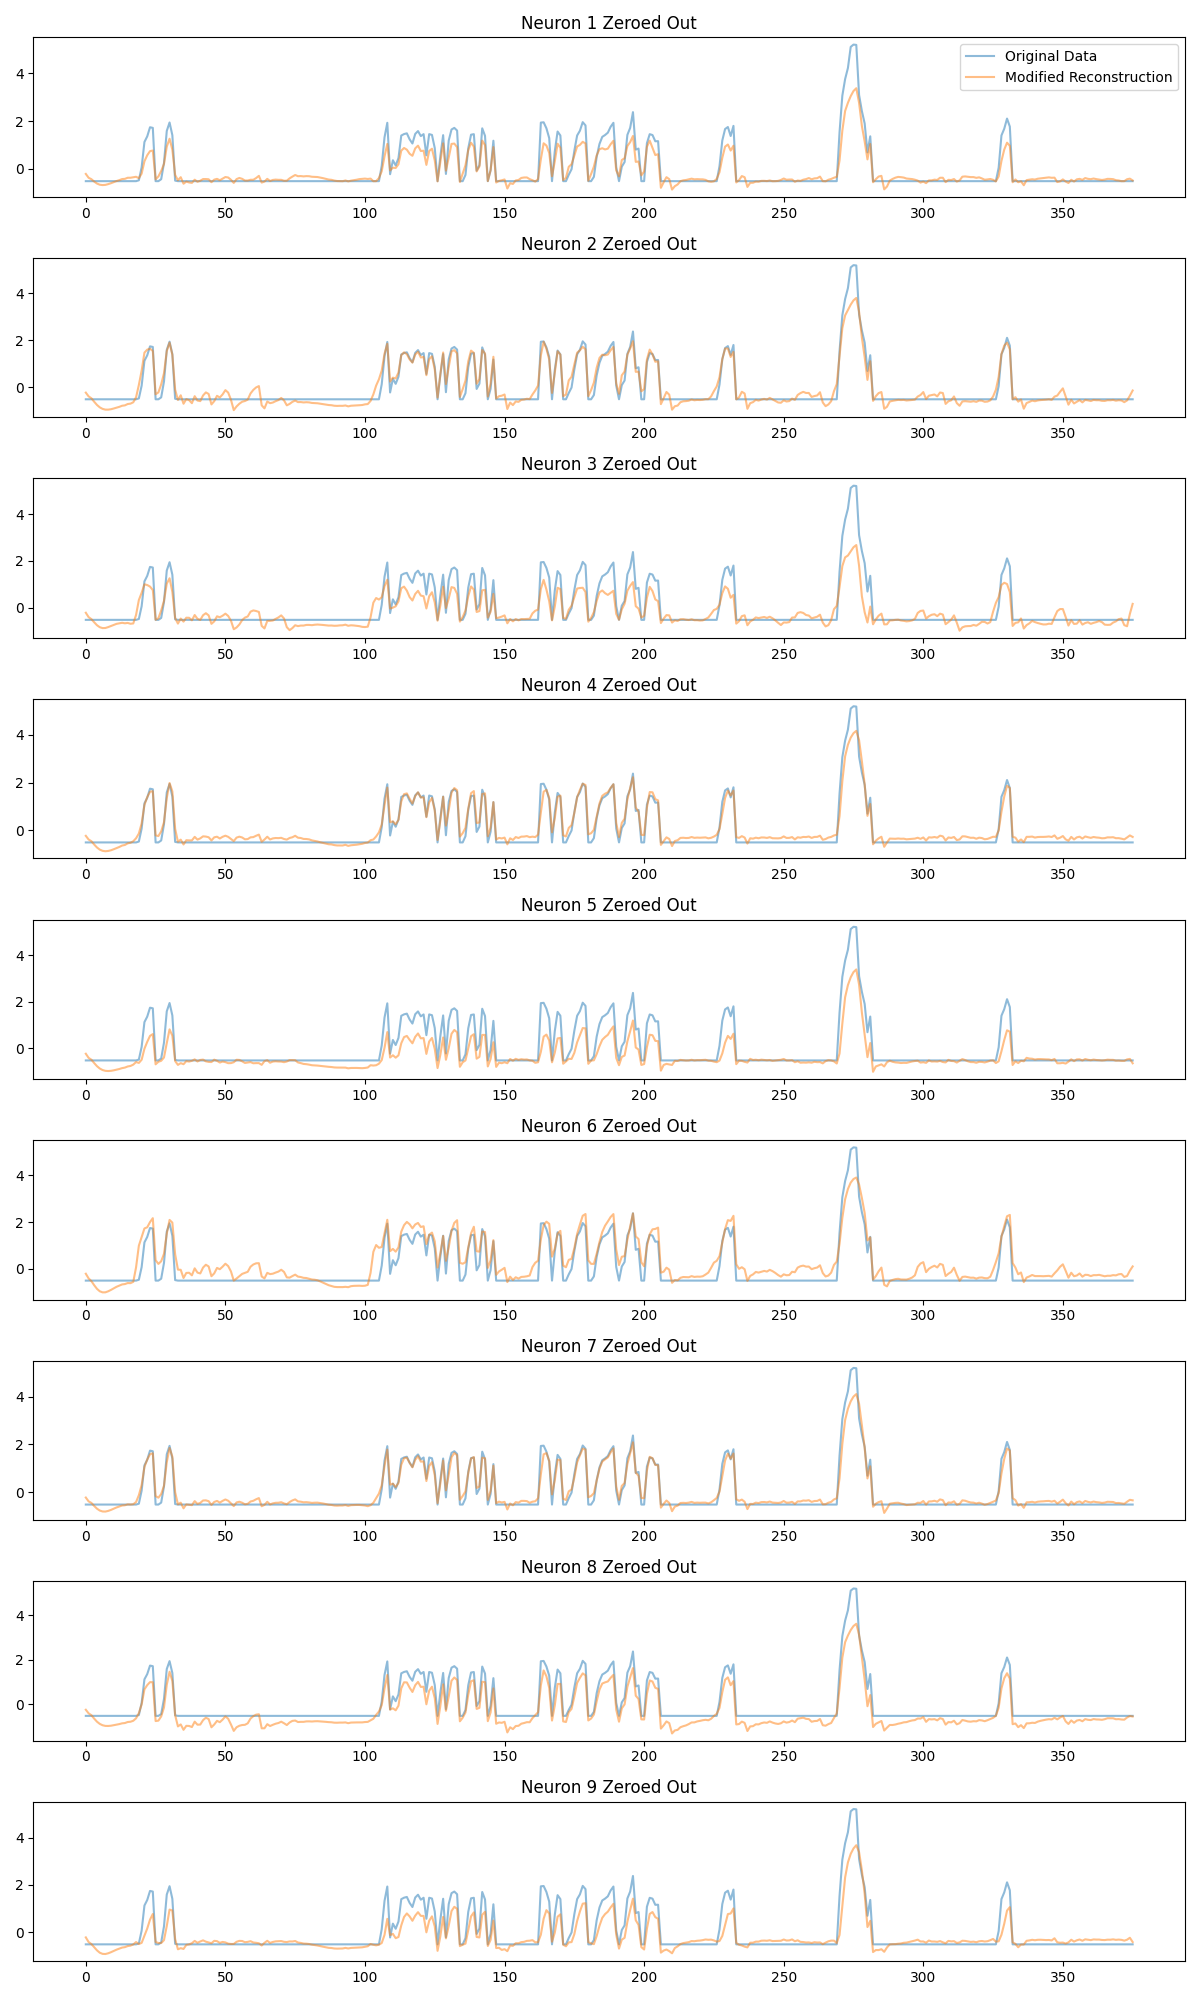 Neuron 1 Zeroed Out
Original Data
Modified Reconstruction
4
2
0
0 50 100 150 200 250 300 350
Neuron 2 Zeroed Out
4
2
0
0 50 100 150 200 250 300 350
Neuron 3 Zeroed Out
4
2
0
0 50 100 150 200 250 300 350
Neuron 4 Zeroed Out
4
2
0
0 50 100 150 200 250 300 350
Neuron 5 Zeroed Out
4
2
0
0 50 100 150 200 250 300 350
Neuron 6 Zeroed Out
4
2
0
0 50 100 150 200 250 300 350
Neuron 7 Zeroed Out
4
2
0
0 50 100 150 200 250 300 350
Neuron 8 Zeroed Out
4
2
0
0 50 100 150 200 250 300 350
Neuron 9 Zeroed Out
4
2
0
0 50 100 150 200 250 300 350